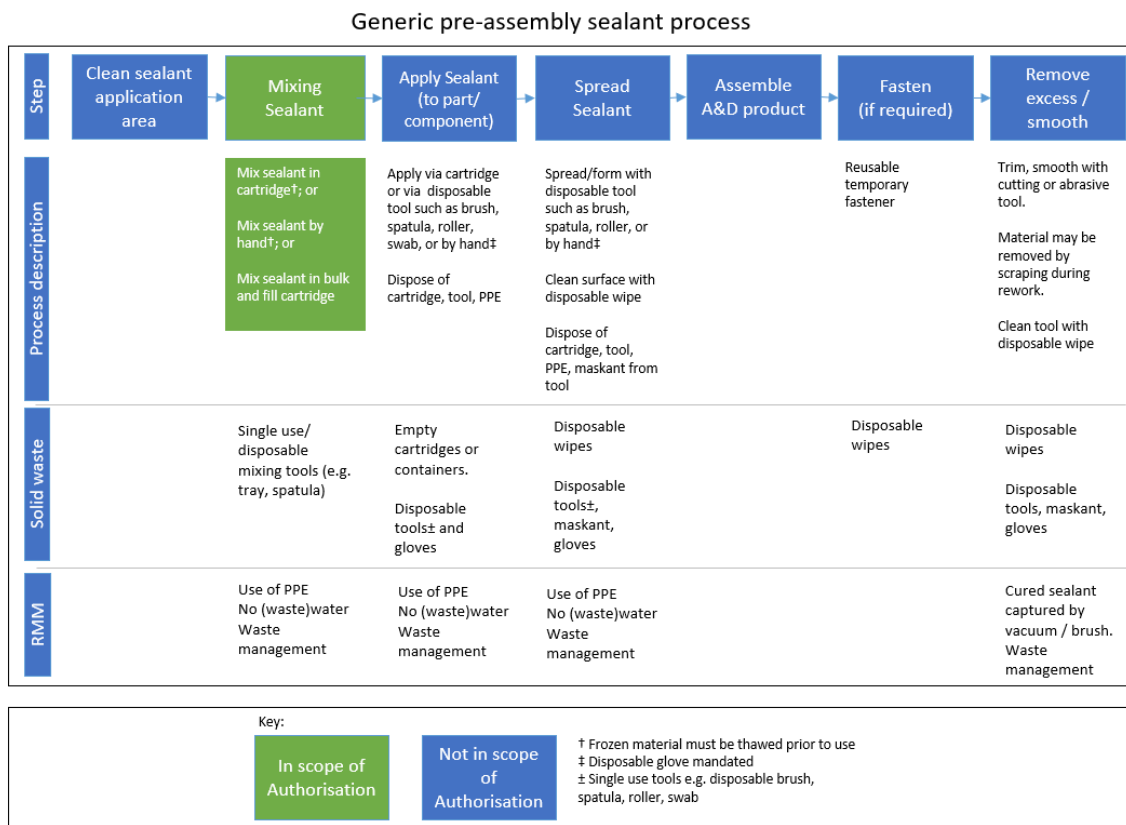 Generic pre-assembly sealant process
Step
Clean sealant
application
area
Mixing
Sealant
Apply Sealant
(to part/
component)
Spread
Sealant
Assemble
A&D product
Fasten
(if required)
Remove
excess /
smooth
Process description
Mix sealant in
cartridge†; or
Mix sealant by
hand†; or
Mix sealant in bulk
and fill cartridge
Apply via cartridge
or via disposable
tool such as brush,
spatula, roller,
swab, or by hand‡
Dispose of
cartridge, tool, PPE
Spread/form with
disposable tool
such as brush,
spatula, roller, or
by hand‡
Clean surface with
disposable wipe
Dispose of
cartridge, tool,
PPE, maskant from
tool
Reusable
temporary
fastener
Trim, smooth with
cutting or abrasive
tool.
Material may be
removed by
scraping during
rework.
Clean tool with
disposable wipe
Solid waste
Single use/
disposable
mixing tools (e.g.
tray, spatula)
Empty
cartridges or
containers.
Disposable
tools± and
gloves
Disposable
wipes
Disposable
tools±,
maskant,
gloves
Disposable
wipes
Disposable
wipes
Disposable
tools, maskant,
gloves
RMM
Use of PPE
No (waste)water
Waste
management
Use of PPE
No (waste)water
Waste
management
Use of PPE
No (waste)water
Waste
management
Cured sealant
captured by
vacuum / brush.
Waste
management
Key:
In scope of
Authorisation
Not in scope
of
Authorisation
† Frozen material must be thawed prior to use
‡ Disposable glove mandated
± Single use tools e.g. disposable brush,
spatula, roller, swab